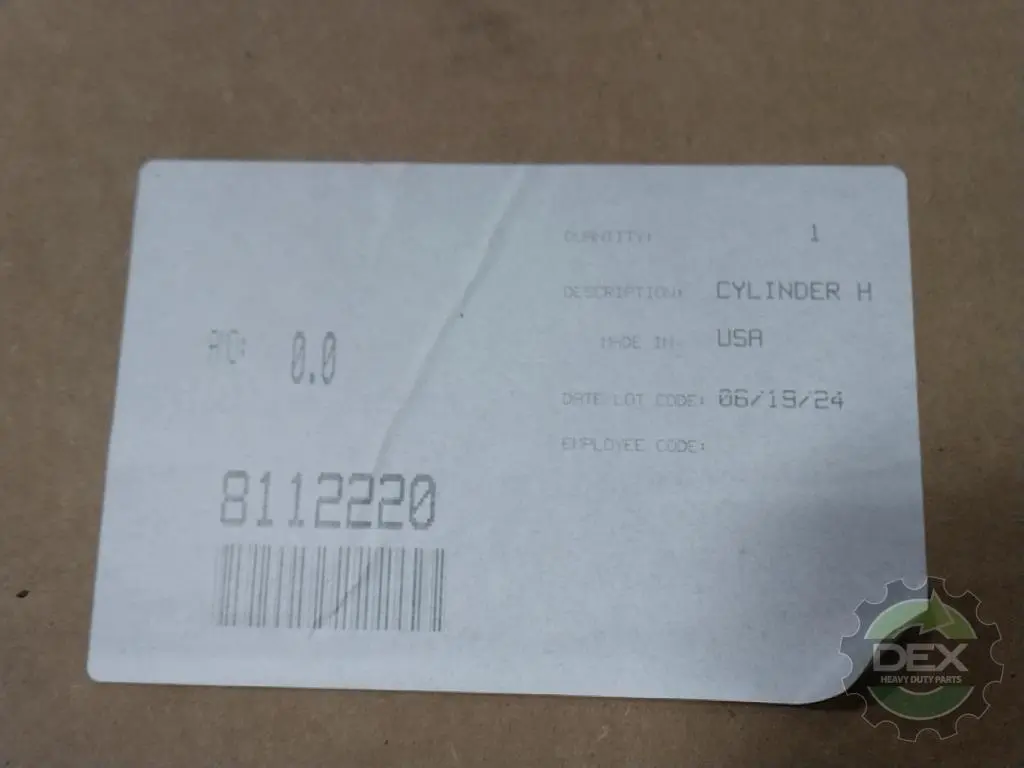 QUANTITY: 1
DESCRIPTION: CYLINDER H
MADE IN: USA
R/C: 0.0
DATE LOT CODE: 06/19/24
EMPLOYEE CODE:
8112220
DEX
HEAVY DUTY PARTS